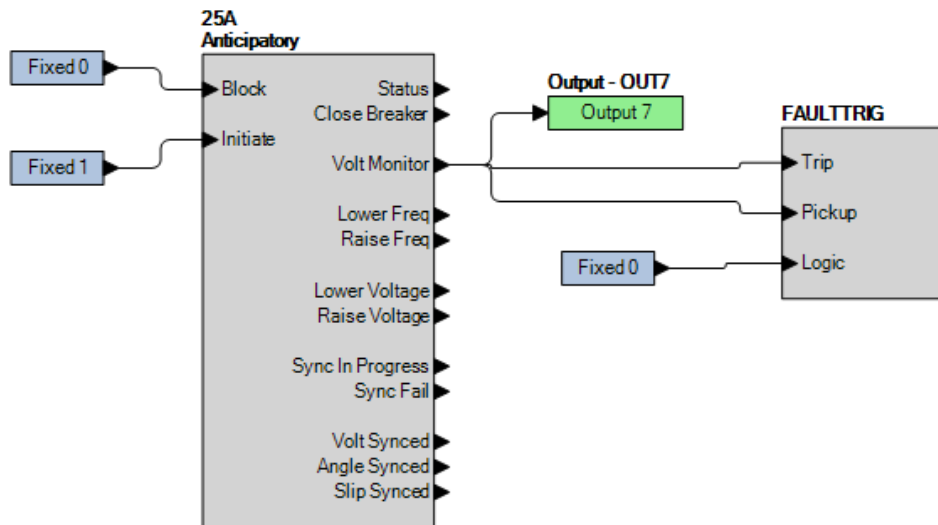 25A
Anticipatory
Fixed 0
Block
Status
Close Breaker
Output - OUT7
Output 7
FAULTTRIG
Fixed 1
Initiate
Volt Monitor
Trip
Lower Freq
Pickup
Raise Freq
Fixed 0
Logic
Lower Voltage
Raise Voltage
Sync In Progress
Sync Fail
Volt Synced
Angle Synced
Slip Synced